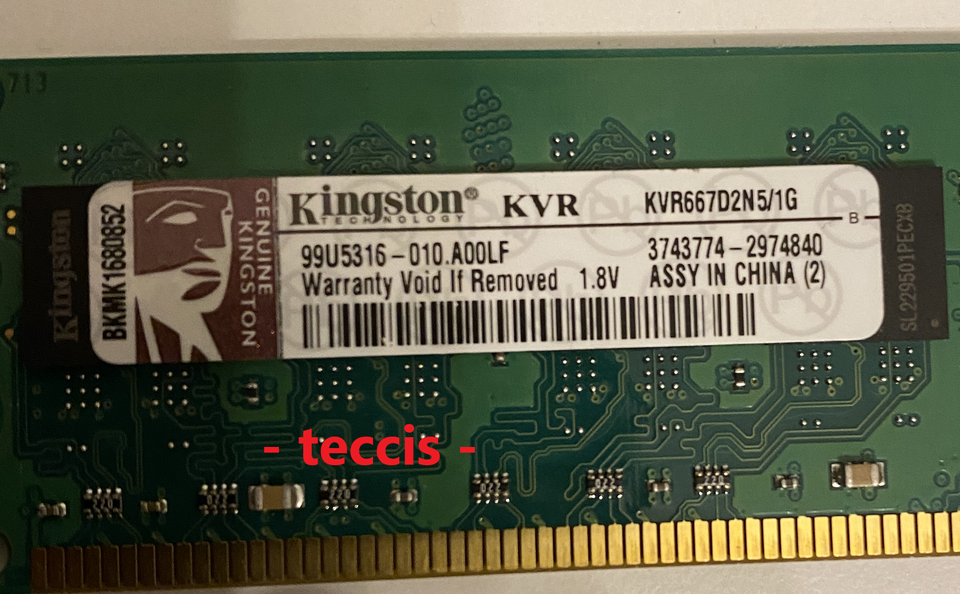 713
Kingston
BKMK1680852
GENUINE
KINGSTON
Kingston® KVR KVR667D2N5/1G
TECHNOLOGY
B
99U5316-010.A00LF 3743774-2974840
Warranty Void If Removed 1.8V ASSY IN CHINA (2)
SL229501PECXB
- teccis -